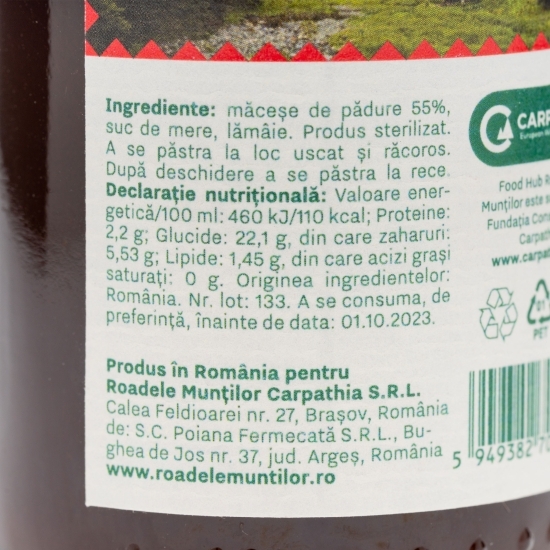 Ingrediente: măceșe de pădure 55%,
suc de mere, lămâie. Produs sterilizat.
A se păstra la loc uscat și răcoros.
După deschidere a se păstra la rece.
Declarație nutrițională: Valoare ener-
getică/100 ml: 460 kJ/110 kcal; Proteine:
2,2 g; Glucide: 22,1 g, din care zaharuri:
5,53 g; Lipide: 1,45 g, din care acizi grași
saturați: 0 g. Originea ingredientelor:
România. Nr. lot: 133. A se consuma, de
preferință, înainte de data: 01.10.2023.
Produs în România pentru
Roadele Munților Carpathia S.R.L.
Calea Feldioarei nr. 27, Brașov, România
de: S.C. Poiana Fermecată S.R.L., Bu-
ghea de Jos nr. 37, jud. Argeș, România
www.roadelemuntilor.ro
CARP
European
Food Hub
Munților este
Fundația
Carpath
www.carpat
01
PET
5 949382